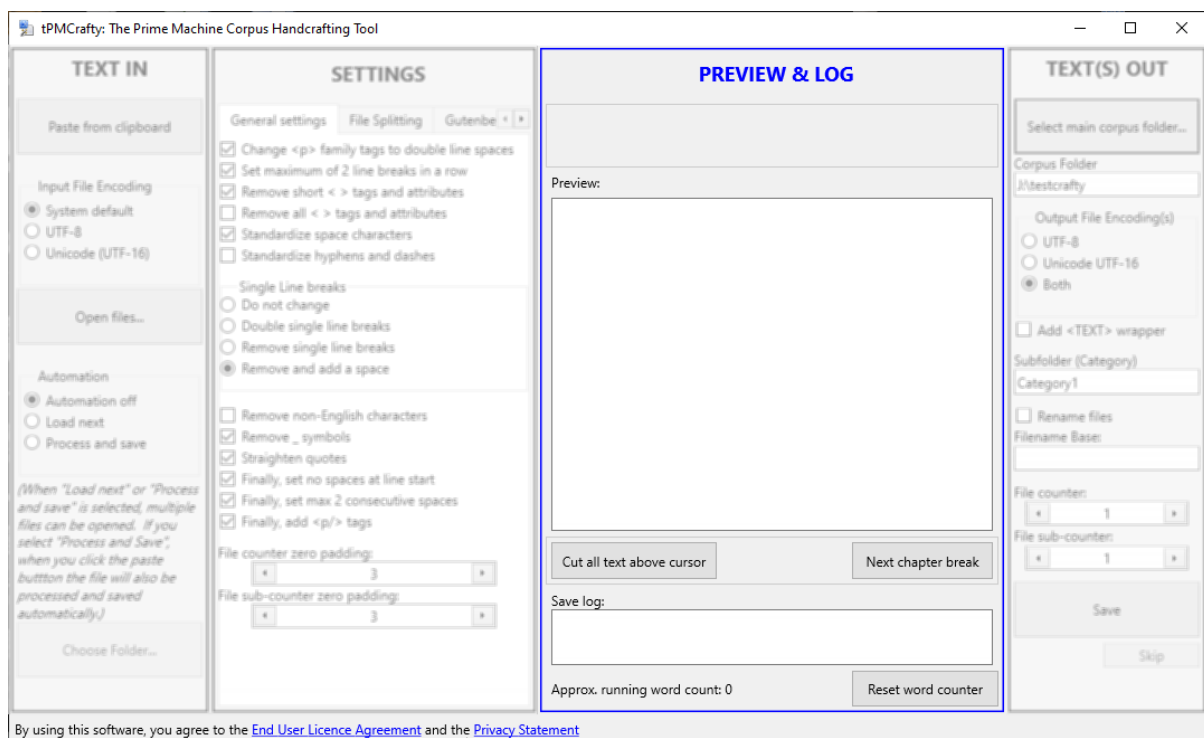 tPMCrafty: The Prime Machine Corpus Handcrafting Tool
TEXT IN
Paste from clipboard
Input File Encoding
System default
UTF-8
Unicode (UTF-16)
Open files...
Automation
Automation off
Load next
Process and save
(When "Load next" or "Process
and save" is selected, multiple
files can be opened. If you
select "Process and Save",
when you click the paste
buttton the file will also be
processed and saved
automatically.)
Choose Folder...
SETTINGS
General settings File Splitting Gutenbe
Change <p> family tags to double line spaces
Set maximum of 2 line breaks in a row
Remove short < > tags and attributes
Remove all < > tags and attributes
Standardize space characters
Standardize hyphens and dashes
Single Line breaks
Do not change
Double single line breaks
Remove single line breaks
Remove and add a space
Remove non-English characters
Remove _ symbols
Straighten quotes
Finally, set no spaces at line start
Finally, set max 2 consecutive spaces
Finally, add <p/> tags
File counter zero padding:
3
File sub-counter zero padding:
3
PREVIEW & LOG
Preview:
Cut all text above cursor Next chapter break
Save log:
Approx. running word count: 0 Reset word counter
TEXT(S) OUT
Select main corpus folder...
Corpus Folder
J:\testcrafty
Output File Encoding(s)
UTF-8
Unicode UTF-16
Both
Add <TEXT> wrapper
Subfolder (Category)
Category1
Rename files
Filename Base:
File counter:
1
File sub-counter:
1
Save
Skip
By using this software, you agree to the End User Licence Agreement and the Privacy Statement